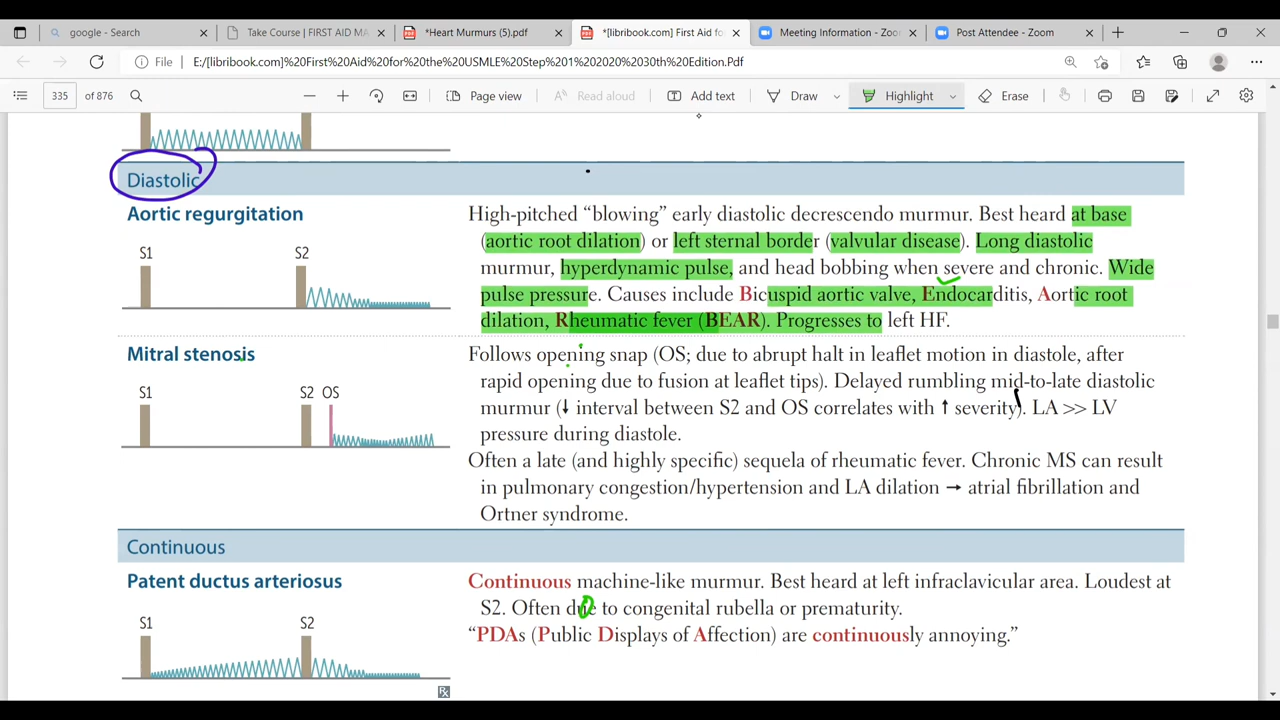 google - Search
Take Course | FIRST AID MA
*Heart Murmurs (5).pdf
*[libribook.com] First Aid for
Meeting Information - Zoo
Post Attendee - Zoom
File
E:/[libribook.com]%20First%20Aid%20for%20the%20USMLE%20Step%201%202020%2030th%20Edition.Pdf
335 of 876
Page view
Read aloud
Add text
Draw
Highlight
Erase
Diastolic
Aortic regurgitation
S1 S2
High-pitched “blowing” early diastolic decrescendo murmur. Best heard at base
(aortic root dilation) or left sternal border (valvular disease). Long diastolic
murmur, hyperdynamic pulse, and head bobbing when severe and chronic. Wide
pulse pressure. Causes include Bicuspid aortic valve, Endocarditis, Aortic root
dilation, Rheumatic fever (BEAR). Progresses to left HF.
Mitral stenosis
S1 S2 OS
Follows opening snap (OS; due to abrupt halt in leaflet motion in diastole, after
rapid opening due to fusion at leaflet tips). Delayed rumbling mid-to-late diastolic
murmur (↓ interval between S2 and OS correlates with ↑ severity). LA >> LV
pressure during diastole.
Often a late (and highly specific) sequela of rheumatic fever. Chronic MS can result
in pulmonary congestion/hypertension and LA dilation → atrial fibrillation and
Ortner syndrome.
Continuous
Patent ductus arteriosus
S1 S2
Continuous machine-like murmur. Best heard at left infraclavicular area. Loudest at
S2. Often due to congenital rubella or prematurity.
“PDAs (Public Displays of Affection) are continuously annoying.”
Rx